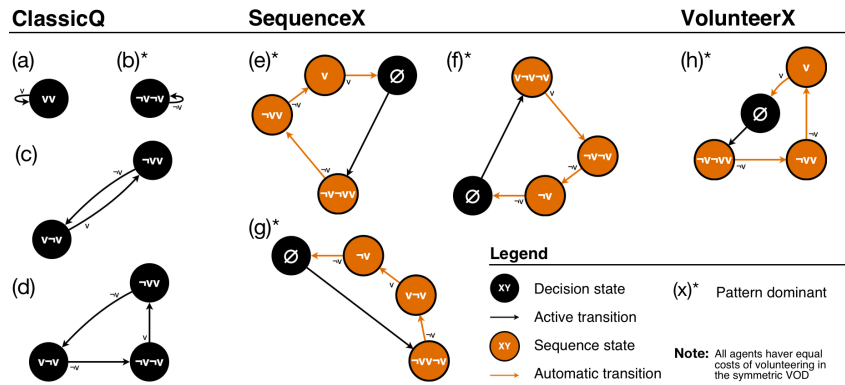 ClassicQ
SequenceX
VolunteerX
(a)
v
vv
(b)*
¬v¬v
¬v
(c)
¬vv
¬v
v
v¬v
(d)
¬vv
¬v
v
v¬v
¬v
¬v¬v
(e)*
v
v
Ø
¬v
¬vv
¬v
¬v¬vv
(f)*
v¬v¬v
v
¬v¬v
¬v
¬v
¬v
Ø
(g)*
Ø
¬v
¬v
v
v¬v
¬v
¬vv¬v
(h)*
v
v
Ø
¬v
¬v¬vv
¬v
¬vv
Legend
XY Decision state
Active transition
XY Sequence state
Automatic transition
(x)* Pattern dominant
Note: All agents haver equal
costs of volunteering in
the symmetric VOD